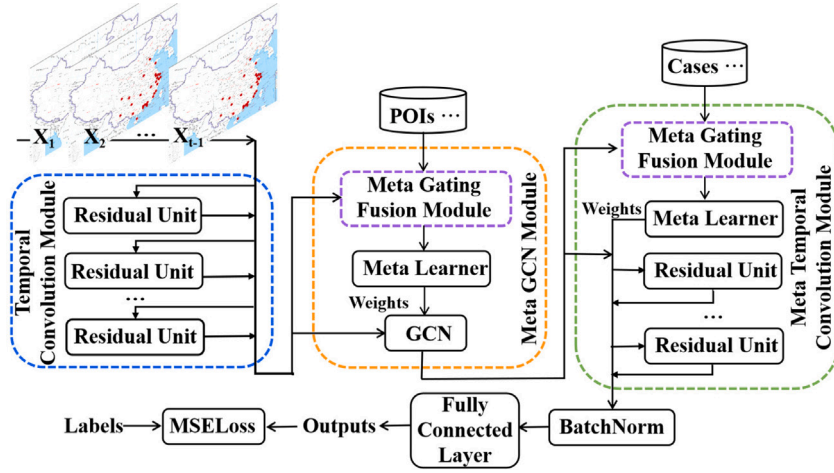 X1 X2 ... Xt-1
Temporal
Convolution Module
Residual Unit
Residual Unit
...
Residual Unit
POIs ...
Meta Gating
Fusion Module
Meta Learner
Weights
GCN
Meta GCN Module
Cases ...
Meta Gating
Fusion Module
Weights
Meta Learner
Residual Unit
...
Residual Unit
Meta Temporal
Convolution Module
Labels
MSELoss
Outputs
Fully
Connected
Layer
BatchNorm